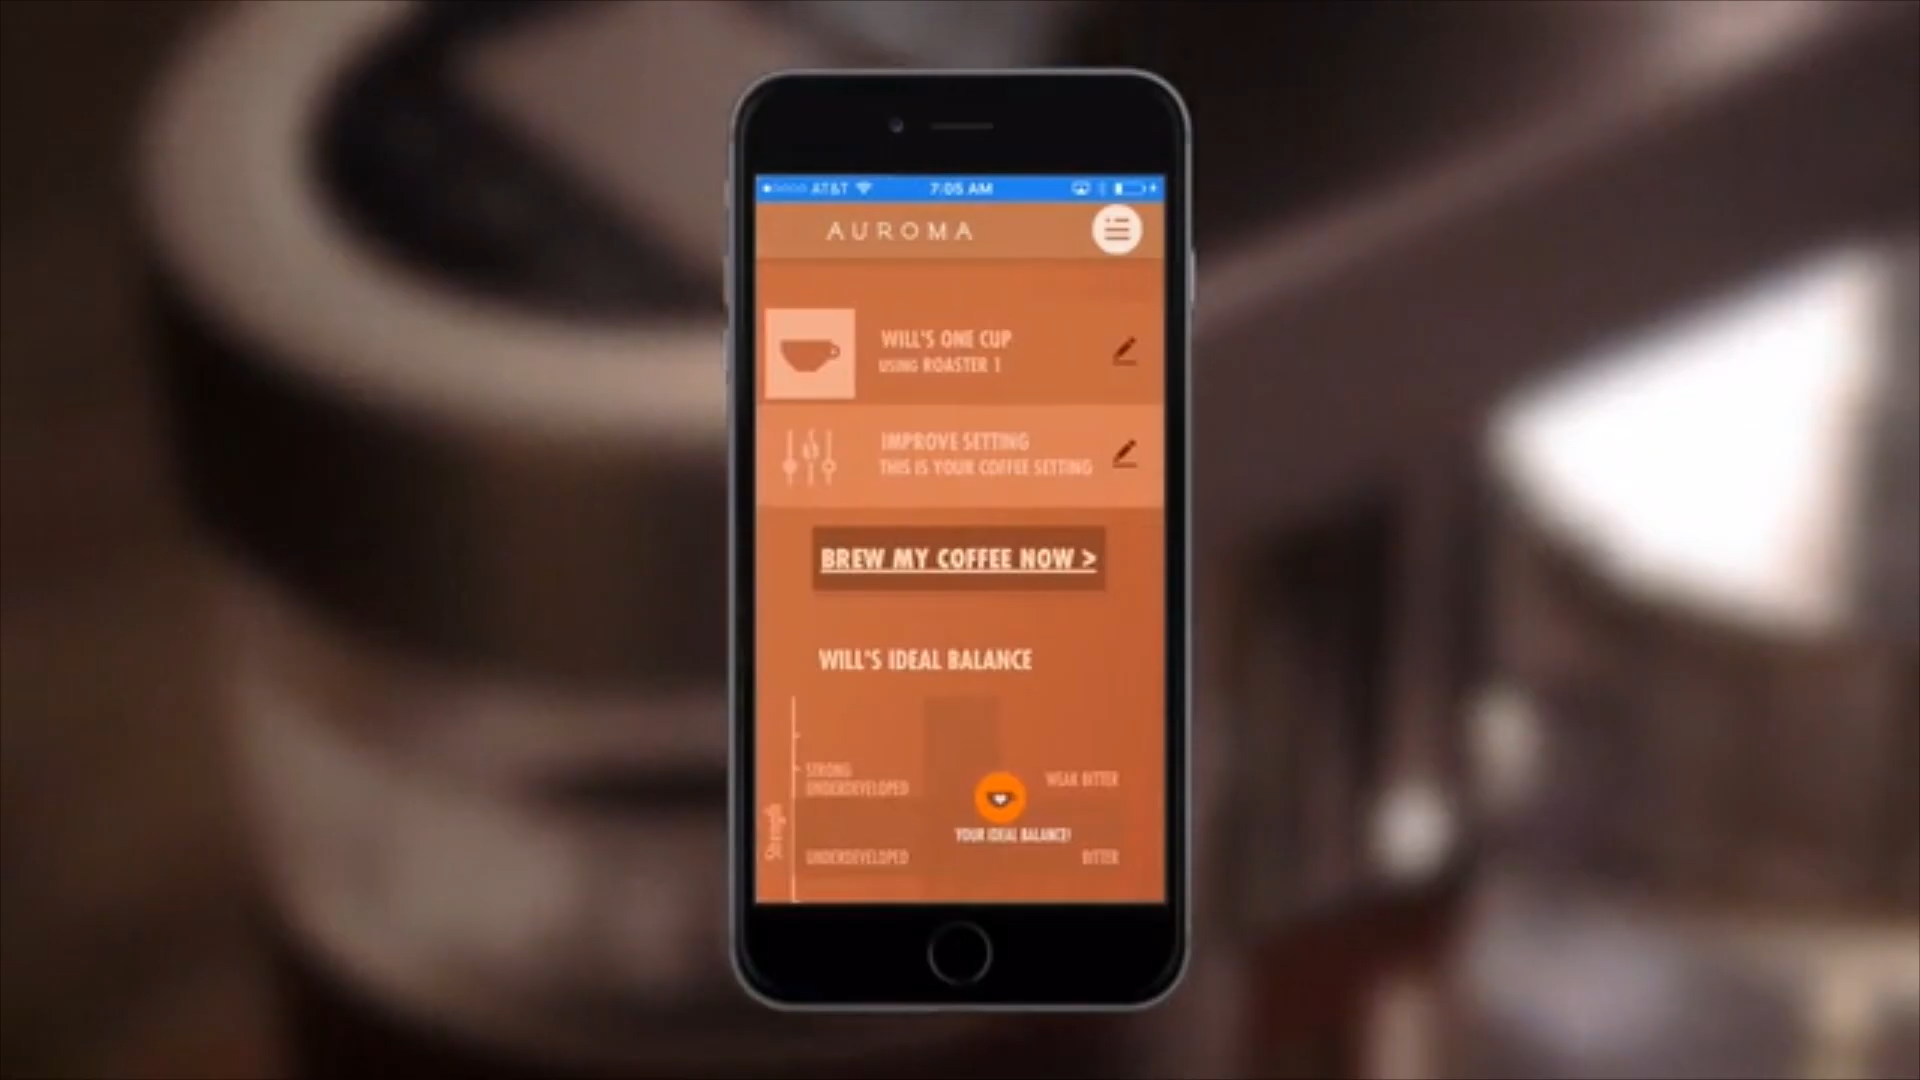 AT&T
7:05 AM
AUROMA
WILL'S ONE CUP
USING ROASTER 1
IMPROVE SETTING
THIS IS YOUR COFFEE SETTING
BREW MY COFFEE NOW >
WILL'S IDEAL BALANCE
STRONG
UNDERDEVELOPED
WEAK BITTER
YOUR IDEAL BALANCE!
Strength
UNDERDEVELOPED
BITTER